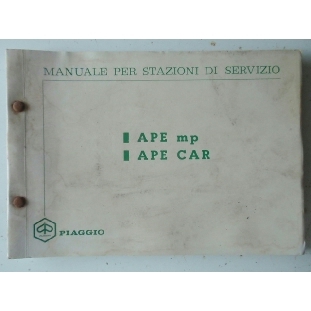 MANUALE PER STAZIONI DI SERVIZIO
APE mp
APE CAR
PIAGGIO